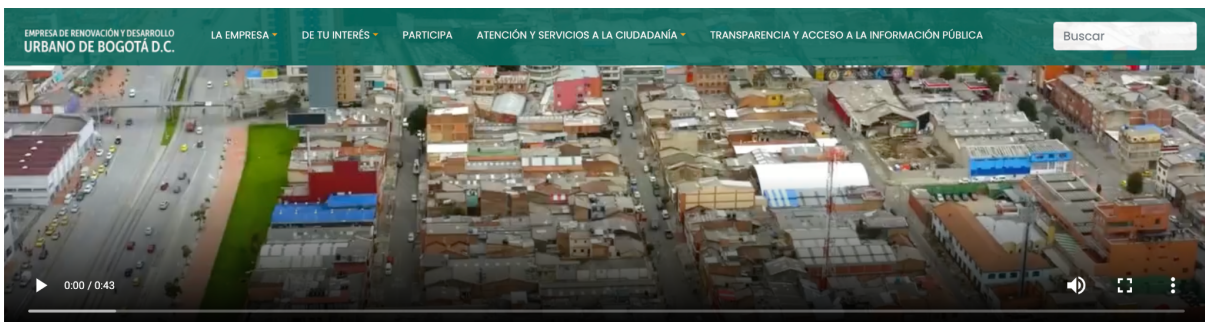 EMPRESA DE RENOVACIÓN Y DESARROLLO
URBANO DE BOGOTÁ D.C.
LA EMPRESA
DE TU INTERÉS
PARTICIPA
ATENCIÓN Y SERVICIOS A LA CIUDADANÍA
TRANSPARENCIA Y ACCESO A LA INFORMACIÓN PÚBLICA
Buscar
0:00 / 0:43